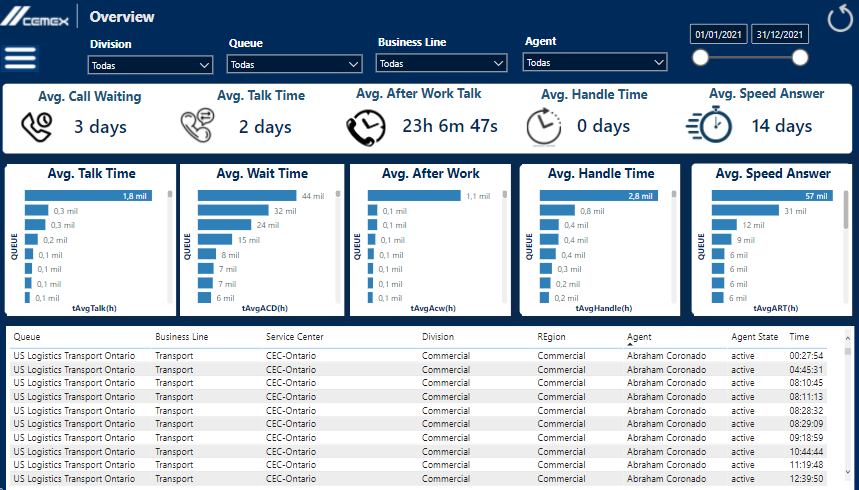 CEMEX
Overview
Division
Queue
Business Line
Agent
01/01/2021
31/12/2021
Todas
Todas
Todas
Todas
Avg. Call Waiting
Avg. Talk Time
Avg. After Work Talk
Avg. Handle Time
Avg. Speed Answer
3 days
2 days
23h 6m 47s
0 days
14 days
Avg. Talk Time
QUEUE
1,8 mil
0,3 mil
0,3 mil
0,2 mil
0,1 mil
0,1 mil
0,1 mil
0,1 mil
tAvgTalk(h)
Avg. Wait Time
QUEUE
44 mil
32 mil
24 mil
15 mil
8 mil
7 mil
7 mil
6 mil
tAvgACD(h)
Avg. After Work
QUEUE
1,1 mil
0,1 mil
0,1 mil
0,1 mil
0,1 mil
0,1 mil
0,1 mil
0,1 mil
tAvgAcw(h)
Avg. Handle Time
QUEUE
2,8 mil
0,8 mil
0,4 mil
0,4 mil
0,4 mil
0,3 mil
0,2 mil
0,2 mil
tAvgHandle(h)
Avg. Speed Answer
QUEUE
57 mil
31 mil
12 mil
9 mil
6 mil
6 mil
6 mil
6 mil
tAvgART(h)
Queue Business Line Service Center Division REgion Agent Agent State Time
US Logistics Transport Ontario Transport CEC-Ontario Commercial Commercial Abraham Coronado active 00:27:54
US Logistics Transport Ontario Transport CEC-Ontario Commercial Commercial Abraham Coronado active 04:45:31
US Logistics Transport Ontario Transport CEC-Ontario Commercial Commercial Abraham Coronado active 08:10:45
US Logistics Transport Ontario Transport CEC-Ontario Commercial Commercial Abraham Coronado active 08:11:13
US Logistics Transport Ontario Transport CEC-Ontario Commercial Commercial Abraham Coronado active 08:28:32
US Logistics Transport Ontario Transport CEC-Ontario Commercial Commercial Abraham Coronado active 08:29:09
US Logistics Transport Ontario Transport CEC-Ontario Commercial Commercial Abraham Coronado active 09:18:59
US Logistics Transport Ontario Transport CEC-Ontario Commercial Commercial Abraham Coronado active 10:44:44
US Logistics Transport Ontario Transport CEC-Ontario Commercial Commercial Abraham Coronado active 11:19:48
US Logistics Transport Ontario Transport CEC-Ontario Commercial Commercial Abraham Coronado active 12:39:50